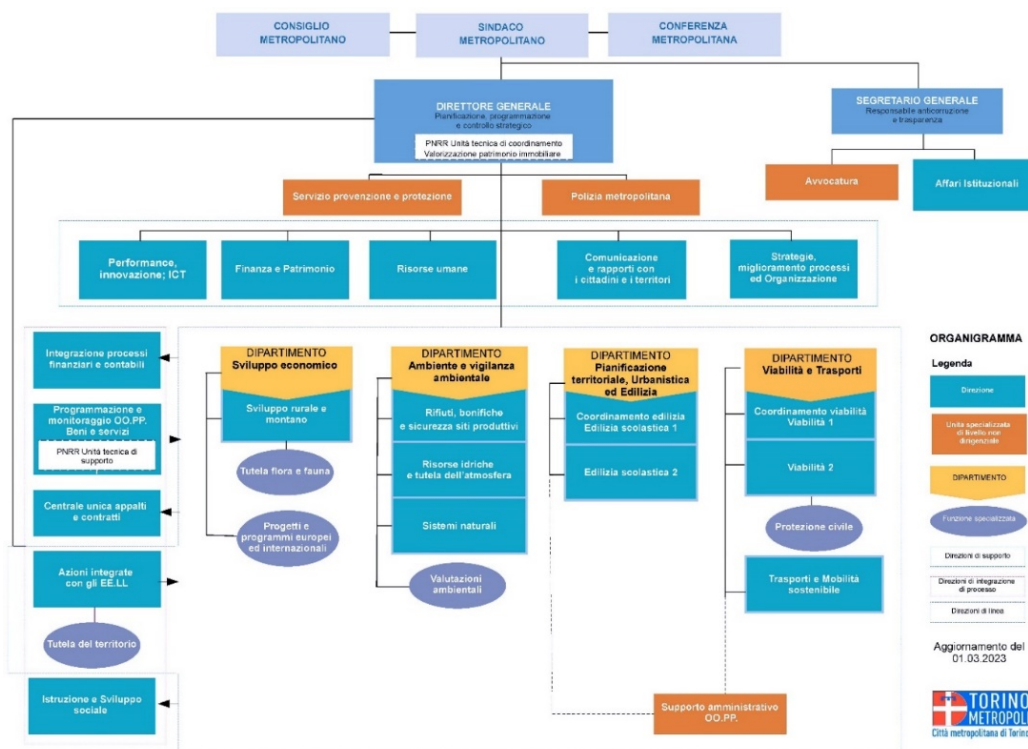 CONSIGLIO
METROPOLITANO
SINDACO
METROPOLITANO
CONFERENZA
METROPOLITANA
DIRETTORE GENERALE
Pianificazione, programmazione
e controllo strategico
PNRR Unità tecnica di coordinamento
Valorizzazione patrimonio immobiliare
SEGRETARIO GENERALE
Responsabile anticorruzione
e trasparenza
Servizio prevenzione e protezione
Polizia metropolitana
Avvocatura
Affari Istituzionali
Performance,
innovazione; ICT
Finanza e Patrimonio
Risorse umane
Comunicazione
e rapporti con
i cittadini e i territori
Strategie,
miglioramento processi
ed Organizzazione
Integrazione processi
finanziari e contabili
Programmazione e
monitoraggio OO.PP.
Beni e servizi
PNRR Unità tecnica di
supporto
Centrale unica appalti
e contratti
Azioni integrate
con gli EE.LL
Tutela del territorio
Istruzione e Sviluppo
sociale
DIPARTIMENTO
Sviluppo economico
Sviluppo rurale e
montano
Tutela flora e fauna
Progetti e
programmi europei
ed internazionali
DIPARTIMENTO
Ambiente e vigilanza
ambientale
Rifiuti, bonifiche
e sicurezza siti produttivi
Risorse idriche
e tutela dell'atmosfera
Sistemi naturali
Valutazioni
ambientali
DIPARTIMENTO
Pianificazione
territoriale, Urbanistica
ed Edilizia
Coordinamento edilizia
Edilizia scolastica 1
Edilizia scolastica 2
DIPARTIMENTO
Viabilità e Trasporti
Coordinamento viabilità
Viabilità 1
Viabilità 2
Protezione civile
Trasporti e Mobilità
sostenibile
Supporto amministrativo
OO.PP.
ORGANIGRAMMA
Legenda
Direzione
Unità specializzata
di livello non
dirigenziale
DIPARTIMENTO
Funzione specializzata
Direzioni di supporto
Direzioni di integrazione
di processo
Direzioni di linea
Aggiornamento del
01.03.2023
TORINO
METROPOLI
Città metropolitana di Torino